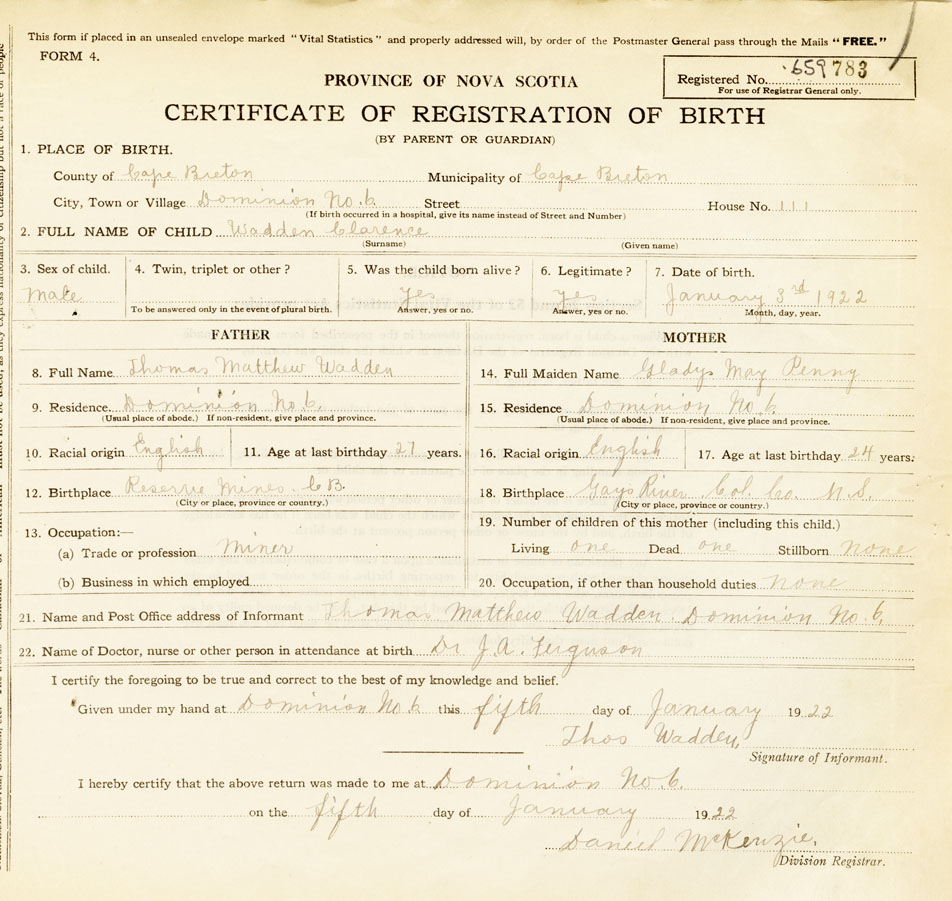 This form if placed in an unsealed envelope marked "Vital Statistics" and properly addressed will, by order of the Postmaster General pass through the Mails "FREE."
FORM 4.
Registered No. 659783
For use of Registrar General only.
PROVINCE OF NOVA SCOTIA
CERTIFICATE OF REGISTRATION OF BIRTH
(BY PARENT OR GUARDIAN)
1. PLACE OF BIRTH.
County of Cape Breton Municipality of Cape Breton
City, Town or Village Dominion No. 6 Street House No. 111
(If birth occurred in a hospital, give its name instead of Street and Number)
2. FULL NAME OF CHILD Wadden Clarence
(Surname) (Given name)
3. Sex of child. 4. Twin, triplet or other? 5. Was the child born alive? 6. Legitimate? 7. Date of birth.
Male yes yes January 3rd 1922
To be answered only in the event of plural birth. Answer, yes or no. Answer, yes or no. Month, day, year.
FATHER
8. Full Name Thomas Matthew Wadden
9. Residence Dominion No. 6
(Usual place of abode.) If non-resident, give place and province.
10. Racial origin English 11. Age at last birthday 27 years.
12. Birthplace Reserve Mines C B.
(City or place, province or country.)
13. Occupation:—
(a) Trade or profession Miner
(b) Business in which employed
MOTHER
14. Full Maiden Name Gladys May Penny
15. Residence Dominion No. 6
(Usual place of abode.) If non-resident, give place and province.
16. Racial origin English 17. Age at last birthday 24 years.
18. Birthplace Gays River Col. Co. N.S.
(City or place, province or country.)
19. Number of children of this mother (including this child.)
Living one Dead one Stillborn None
20. Occupation, if other than household duties None
21. Name and Post Office address of Informant Thomas Matthew Wadden Dominion No. 6
22. Name of Doctor, nurse or other person in attendance at birth Dr J.A. Ferguson
I certify the foregoing to be true and correct to the best of my knowledge and belief.
Given under my hand at Dominion No. 6 this fifth day of January 1922
Thos Wadden
Signature of Informant.
I hereby certify that the above return was made to me at Dominion No. 6.
on the fifth day of January 1922
Daniel McKenzie
Division Registrar.